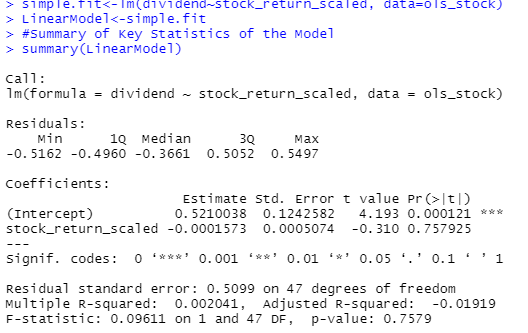 > simple.fit<-lm(dividend~stock_return_scaled, data=ols_stock)
> LinearModel<-simple.fit
> #Summary of Key Statistics of the Model
> summary(LinearModel)
Call:
lm(formula = dividend ~ stock_return_scaled, data = ols_stock)
Residuals:
Min 1Q Median 3Q Max
-0.5162 -0.4960 -0.3661 0.5052 0.5497
Coefficients:
Estimate Std. Error t value Pr(>|t|)
(Intercept) 0.5210038 0.1242582 4.193 0.000121 ***
stock_return_scaled -0.0001573 0.0005074 -0.310 0.757925
---
Signif. codes: 0 ‘***’ 0.001 ‘**’ 0.01 ‘*’ 0.05 ‘.’ 0.1 ‘ ’ 1
Residual standard error: 0.5099 on 47 degrees of freedom
Multiple R-squared: 0.002041, Adjusted R-squared: -0.01919
F-statistic: 0.09611 on 1 and 47 DF, p-value: 0.7579